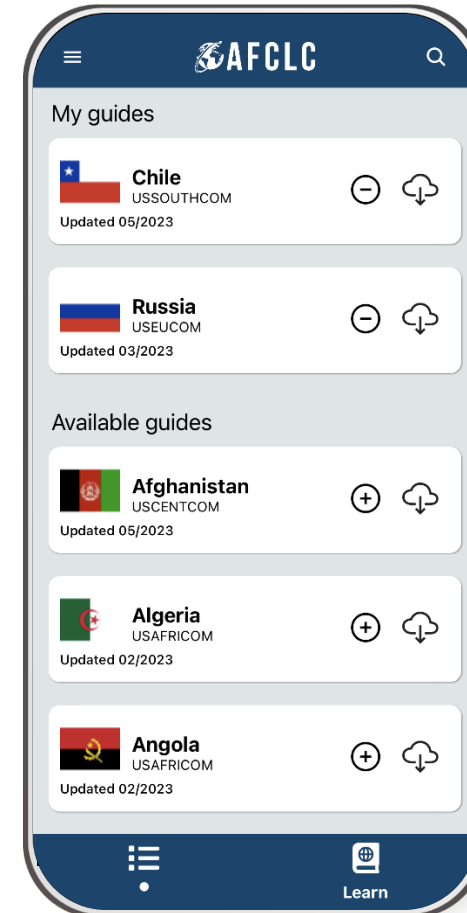 AFCLC
My guides
Chile
USSOUTHCOM
Updated 05/2023
Russia
USEUCOM
Updated 03/2023
Available guides
Afghanistan
USCENTCOM
Updated 05/2023
Algeria
USAFRICOM
Updated 02/2023
Angola
USAFRICOM
Updated 02/2023
Learn